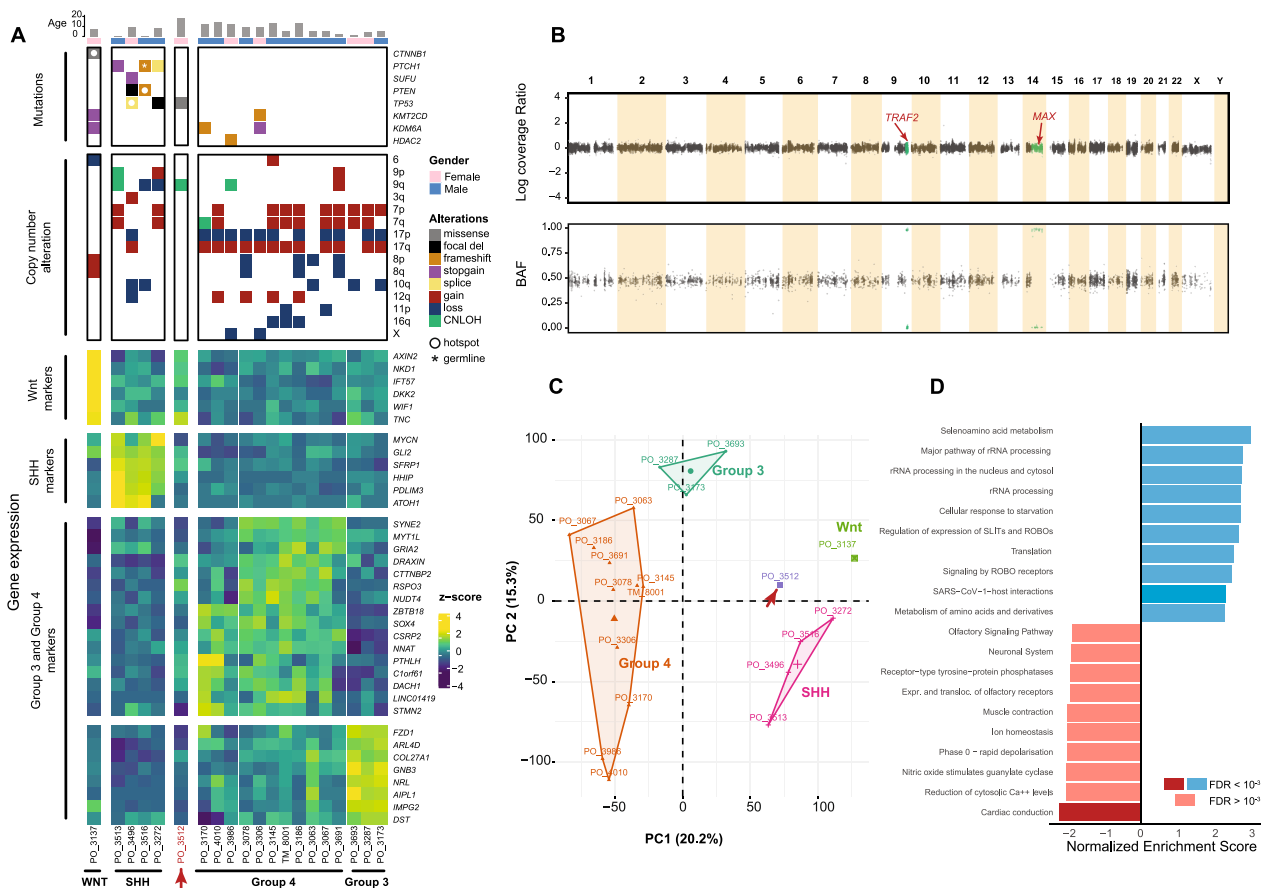 A
Age
20
10
0
Mutations
CTNNB1
PTCH1
SUFU
PTEN
TP53
KMT2CD
KDM6A
HDAC2
Copy number
alteration
6
9p
9q
3q
7p
7q
17p
17q
8p
8q
10q
12q
11p
16q
X
Gender
Female
Male
Alterations
missense
focal del
frameshift
stopgain
splice
gain
loss
CNLOH
hotspot
* germline
Gene expression
Wnt
markers
AXIN2
NKD1
IFT57
DKK2
WIF1
TNC
SHH
markers
MYCN
GLI2
SFRP1
HHIP
PDLIM3
ATOH1
Group 3 and Group 4
markers
SYNE2
MYT1L
GRIA2
DRAXIN
CTTNBP2
RSPO3
NUDT4
ZBTB18
SOX4
CSRP2
NNAT
PTHLH
C1orf61
DACH1
LINC01419
STMN2
FZD1
ARL4D
COL27A1
GNB3
NRL
AIPL1
IMPG2
DST
z-score
4
2
0
−2
−4
PO_3137
PO_3513
PO_3496
PO_3516
PO_3272
PO_3512
PO_3170
PO_4010
PO_3986
PO_3078
PO_3306
PO_3145
TM_8001
PO_3186
PO_3063
PO_3067
PO_3691
PO_3693
PO_3287
PO_3173
WNT
SHH
Group 4
Group 3
B
1 2 3 4 5 6 7 8 9 10 11 12 13 14 15 16 17 18 19 20 21 22 X Y
Log coverage Ratio
4
2
0
−2
−4
TRAF2
MAX
BAF
1.00
0,75
0,50
0,25
0.00
C
PC 2 (15.3%)
100
50
0
−50
−100
PO_3693
PO_3287
Group 3
PO_3173
PO_3063
PO_3067
PO_3186
PO_3691
Wnt
PO_3137
PO_3512
PO_3078
PO_3145
TM_8001
PO_3272
PO_3516
PO_3306
Group 4
PO_3496
SHH
PO_3170
PO_3513
PO_3986
PO_4010
−50
0
50
100
PC1 (20.2%)
D
Selenoamino acid metabolism
Major pathway of rRNA processing
rRNA processing in the nucleus and cytosol
rRNA processing
Cellular response to starvation
Regulation of expression of SLITs and ROBOs
Translation
Signaling by ROBO receptors
SARS−CoV−1−host interactions
Metabolism of amino acids and derivatives
Olfactory Signaling Pathway
Neuronal System
Receptor-type tyrosine-protein phosphatases
Expr. and transloc. of olfactory receptors
Muscle contraction
Ion homeostasis
Phase 0 − rapid depolarisation
Nitric oxide stimulates guanylate cyclase
Reduction of cytosolic Ca++ levels
Cardiac conduction
FDR < 10⁻³
FDR > 10⁻³
−2
−1
0
1
2
3
Normalized Enrichment Score